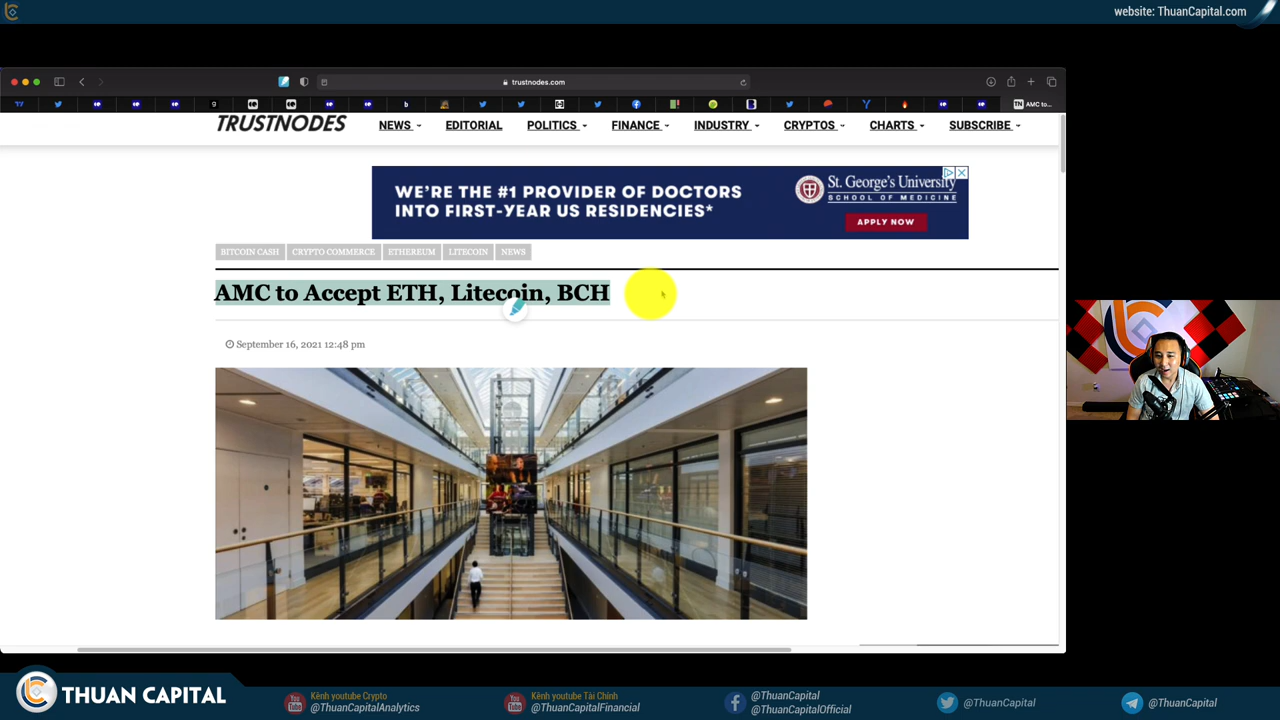 website: ThuanCapital.com
trustnodes.com
AMC to...
TRUSTNODES
NEWS
EDITORIAL
POLITICS
FINANCE
INDUSTRY
CRYPTOS
CHARTS
SUBSCRIBE
WE'RE THE #1 PROVIDER OF DOCTORS
INTO FIRST-YEAR US RESIDENCIES*
St. George's University
SCHOOL OF MEDICINE
APPLY NOW
BITCOIN CASH
CRYPTO COMMERCE
ETHEREUM
LITECOIN
NEWS
AMC to Accept ETH, Litecoin, BCH
September 16, 2021 12:48 pm
THUAN CAPITAL
Kênh youtube Crypto
@ThuanCapitalAnalytics
Kênh youtube Tài Chính
@ThuanCapitalFinancial
@ThuanCapital
@ThuanCapitalOfficial
@ThuanCapital
@ThuanCapital